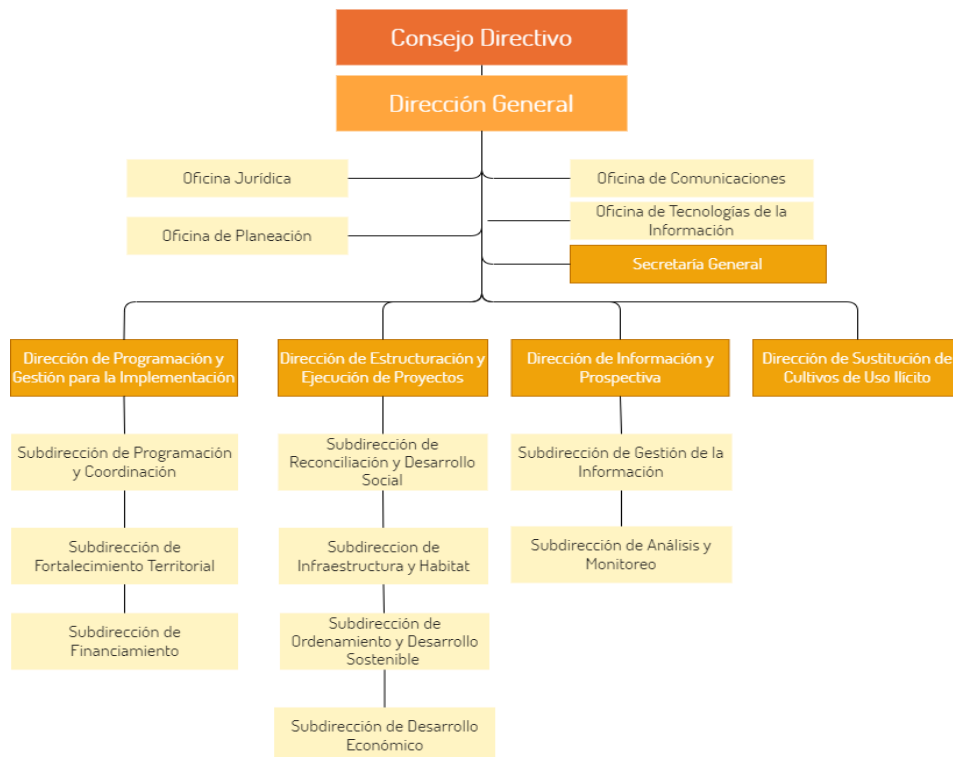 Consejo Directivo
Dirección General
Oficina Jurídica
Oficina de Comunicaciones
Oficina de Tecnologías de la
Información
Oficina de Planeación
Secretaría General
Dirección de Programación y
Gestión para la Implementación
Dirección de Estructuración y
Ejecución de Proyectos
Dirección de Información y
Prospectiva
Dirección de Sustitución de
Cultivos de Uso Ilícito
Subdirección de Programación
y Coordinación
Subdirección de
Reconciliación y Desarrollo
Social
Subdirección de Gestión de la
Información
Subdirección de
Fortalecimiento Territorial
Subdireccion de
Infraestructura y Habitat
Subdirección de Análisis y
Monitoreo
Subdirección de
Financiamiento
Subdirección de
Ordenamiento y Desarrollo
Sostenible
Subdirección de Desarrollo
Económico